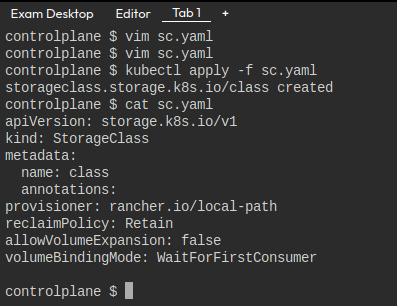 Exam Desktop Editor Tab 1 +
controlplane $ vim sc.yaml
controlplane $ vim sc.yaml
controlplane $ kubectl apply -f sc.yaml
storageclass.storage.k8s.io/class created
controlplane $ cat sc.yaml
apiVersion: storage.k8s.io/v1
kind: StorageClass
metadata:
  name: class
  annotations:
provisioner: rancher.io/local-path
reclaimPolicy: Retain
allowVolumeExpansion: false
volumeBindingMode: WaitForFirstConsumer
controlplane $